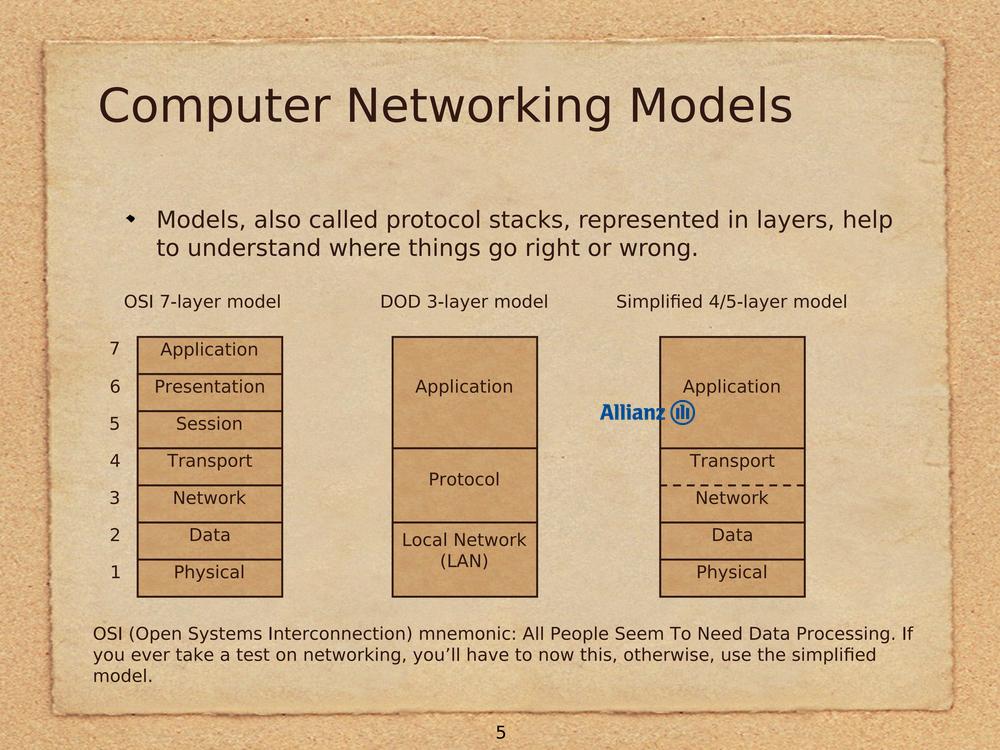 Computer Networking Models
Models, also called protocol stacks, represented in layers, help
to understand where things go right or wrong.
OSI 7-layer model
DOD 3-layer model
Simplified 4/5-layer model
7 Application
6 Presentation
5 Session
4 Transport
3 Network
2 Data
1 Physical
Application
Protocol
Local Network
(LAN)
Application
Allianz
Transport
Network
Data
Physical
OSI (Open Systems Interconnection) mnemonic: All People Seem To Need Data Processing. If
you ever take a test on networking, you’ll have to now this, otherwise, use the simplified
model.
5